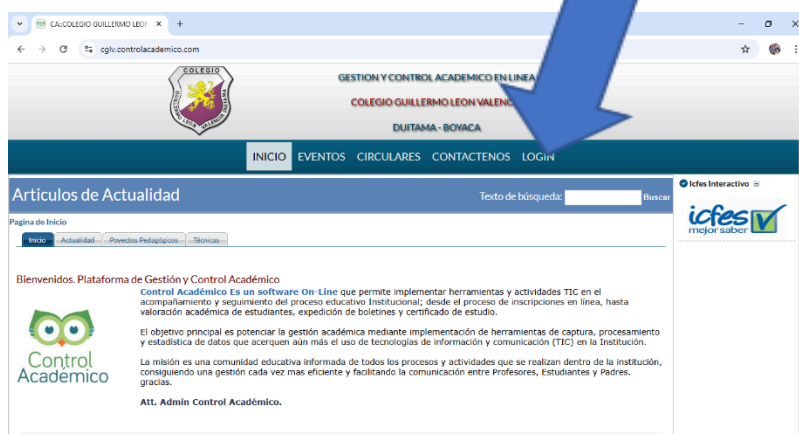 CA:COLEGIO GUILLERMO LEON
cglv.controlacademico.com
COLEGIO
GUILLERMO LEON VALENCIA DUITAMA
GESTION Y CONTROL ACADEMICO EN LINEA
COLEGIO GUILLERMO LEON VALENC
DUITAMA - BOYACA
INICIO EVENTOS CIRCULARES CONTACTENOS LOGIN
Articulos de Actualidad
Texto de búsqueda: Buscar
Icfes Interactivo
icfes
mejor saber
Pagina de Inicio
Inicio Actualidad Poyectos Pedagógicos Técnicas
Bienvenidos. Plataforma de Gestión y Control Académico
Control Académico Es un software On-Line que permite implementar herramientas y actividades TIC en el
acompañamiento y seguimiento del proceso educativo Institucional; desde el proceso de inscripciones en línea, hasta
valoración académica de estudiantes, expedición de boletines y certificado de estudio.
El objetivo principal es potenciar la gestión académica mediante implementación de herramientas de captura, procesamiento
y estadística de datos que acerquen aún más el uso de tecnologías de información y comunicación (TIC) en la Institución.
La misión es una comunidad educativa informada de todos los procesos y actividades que se realizan dentro de la institución,
consiguiendo una gestión cada vez mas eficiente y facilitando la comunicación entre Profesores, Estudiantes y Padres.
gracias.
Att. Admin Control Académico.
Control
Académico